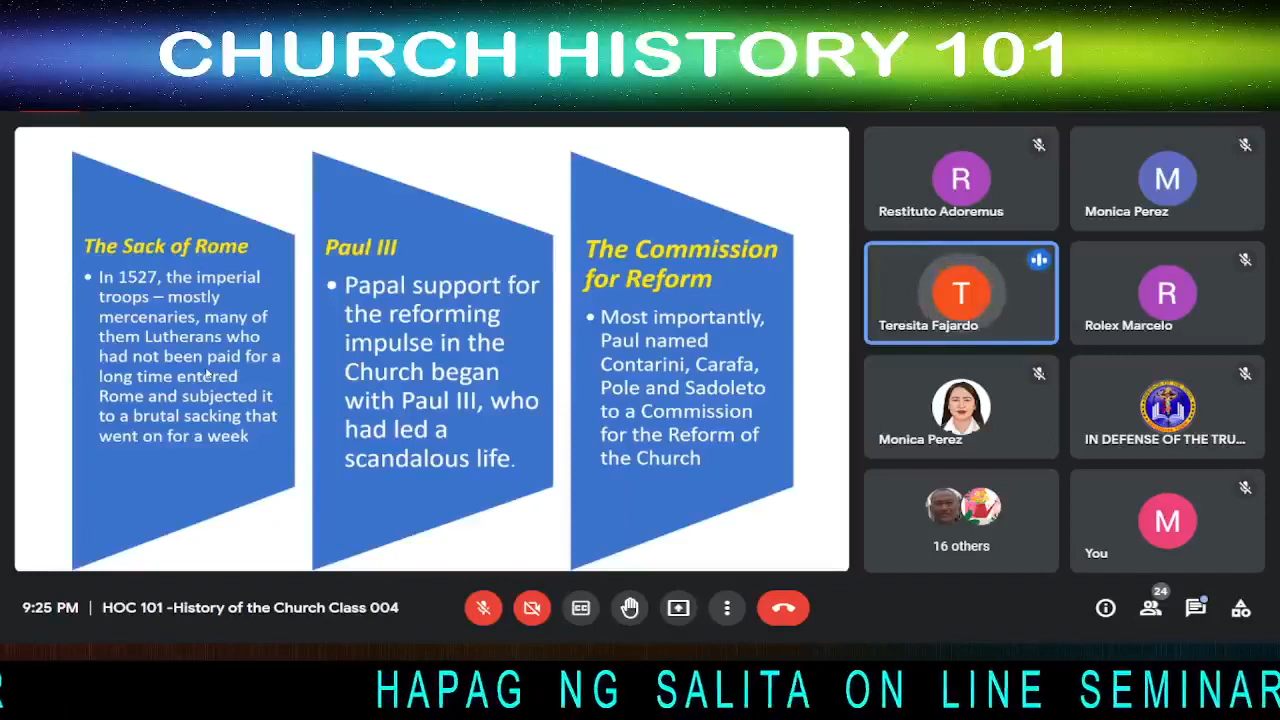 CHURCH HISTORY 101
The Sack of Rome
• In 1527, the imperial
troops – mostly
mercenaries, many of
them Lutherans who
had not been paid for a
long time entered
Rome and subjected it
to a brutal sacking that
went on for a week
Paul III
• Papal support for
the reforming
impulse in the
Church began
with Paul III, who
had led a
scandalous life.
The Commission
for Reform
• Most importantly,
Paul named
Contarini, Carafa,
Pole and Sadoleto
to a Commission
for the Reform of
the Church
R
Restituto Adoremus
M
Monica Perez
T
Teresita Fajardo
R
Rolex Marcelo
Monica Perez
IN DEFENSE OF THE TRU...
16 others
M
You
9:25 PM | HOC 101 -History of the Church Class 004
24
R HAPAG NG SALITA ON LINE SEMINAR